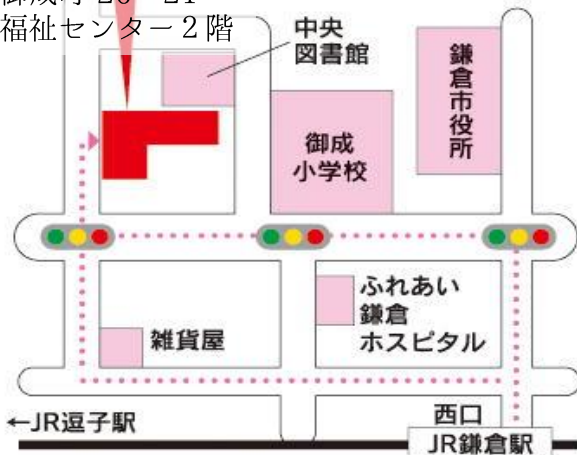 福祉センター２階
中央
図書館
鎌倉市役所
御成
小学校
ふれあい
鎌倉
ホスピタル
雑貨屋
←JR逗子駅
西口
JR鎌倉駅